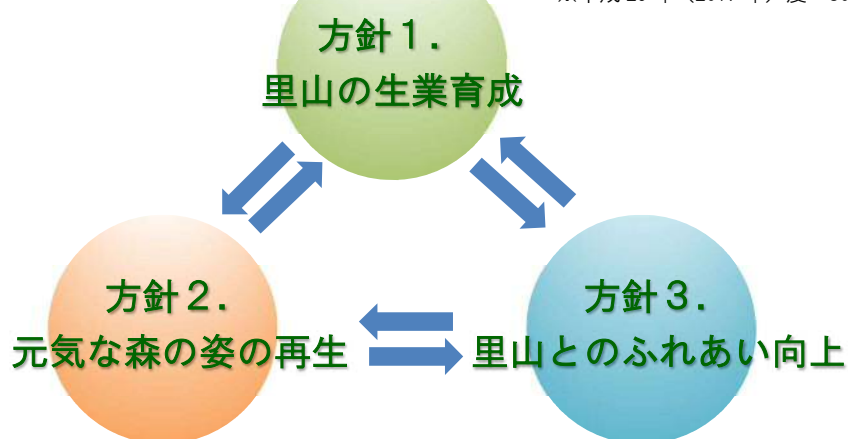 方針１．
里山の生業育成
方針２．
元気な森の姿の再生
方針３．
里山とのふれあい向上